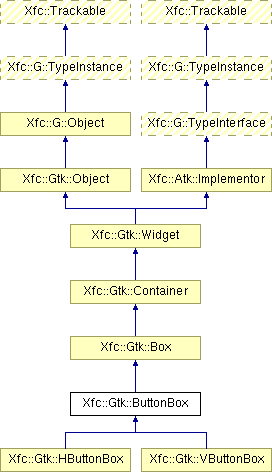 Xfc::Trackable
Xfc::Trackable
Xfc::G::TypeInstance
Xfc::G::TypeInstance
Xfc::G::Object
Xfc::G::TypeInterface
Xfc::Gtk::Object
Xfc::Atk::Implementor
Xfc::Gtk::Widget
Xfc::Gtk::Container
Xfc::Gtk::Box
Xfc::Gtk::ButtonBox
Xfc::Gtk::HButtonBox
Xfc::Gtk::VButtonBox